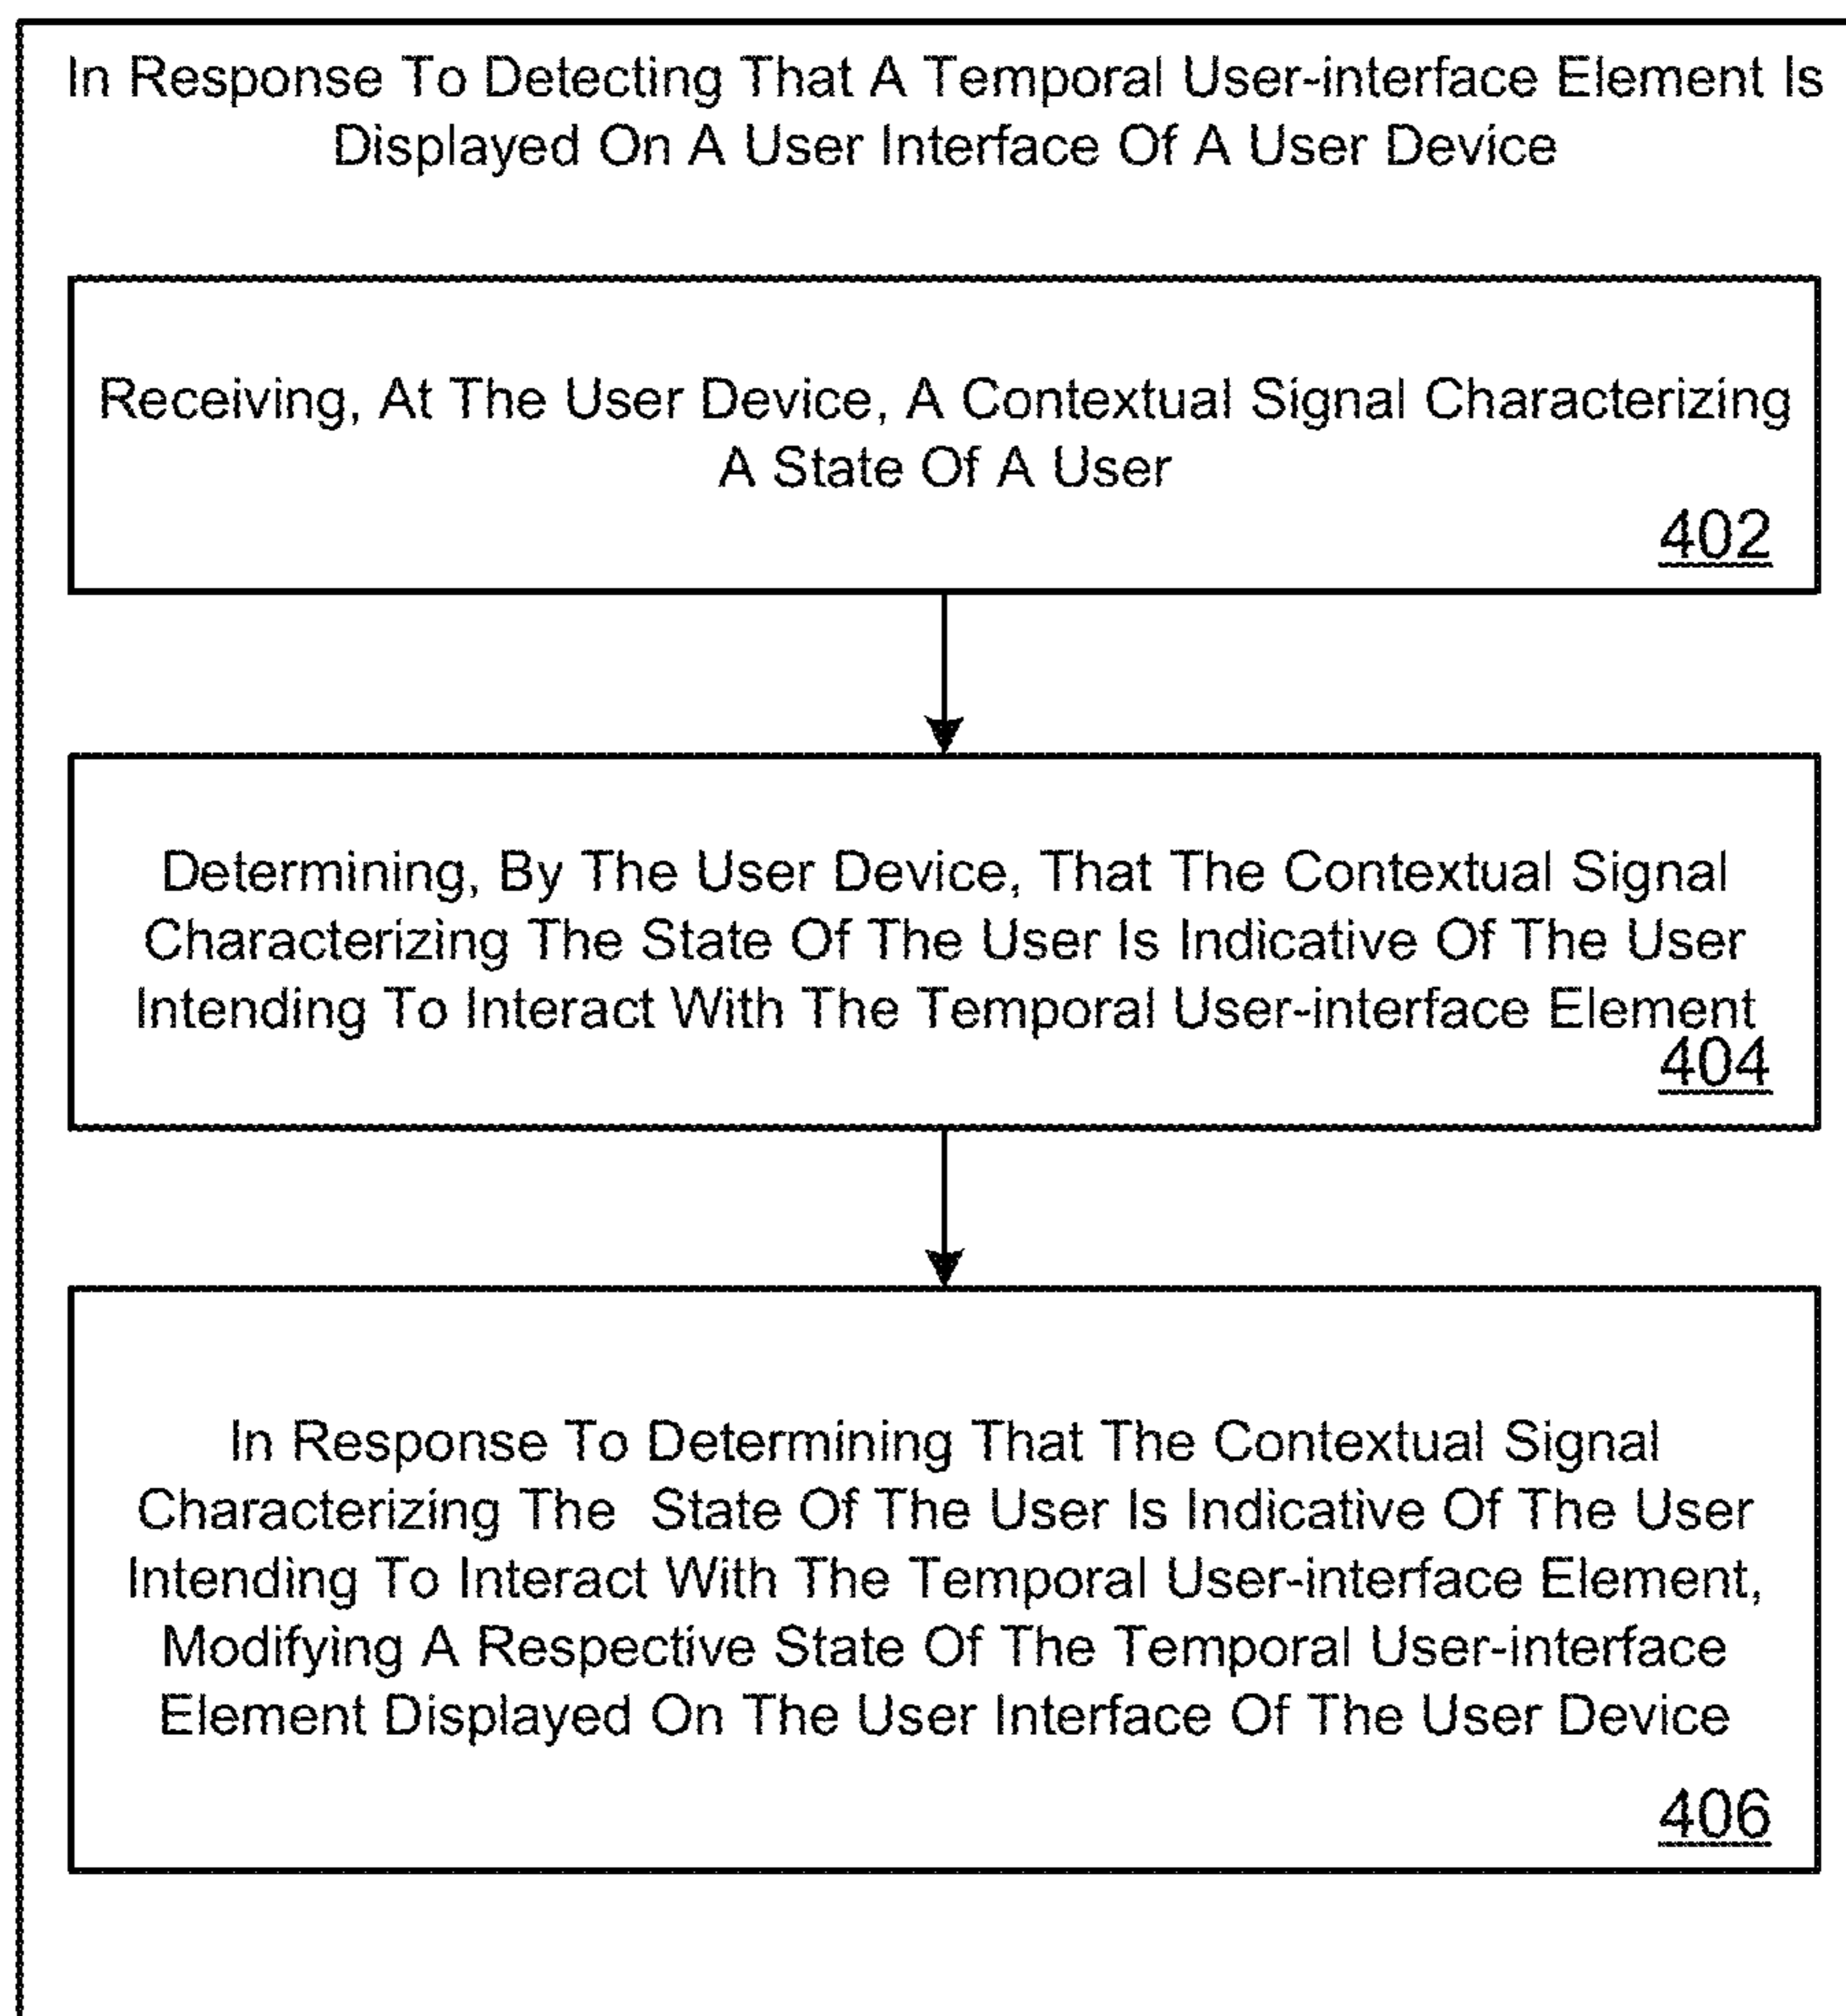 In Response To Detecting That A Temporal User-interface Element Is
Displayed On A User Interface Of A User Device
Receiving, At The User Device, A Contextual Signal Characterizing
A State Of A User
402
Determining, By The User Device, That The Contextual Signal
Characterizing The State Of The User Is Indicative Of The User
Intending To Interact With The Temporal User-interface Element
404
In Response To Determining That The Contextual Signal
Characterizing The State Of The User Is Indicative Of The User
Intending To Interact With The Temporal User-interface Element,
Modifying A Respective State Of The Temporal User-interface
Element Displayed On The User Interface Of The User Device
406